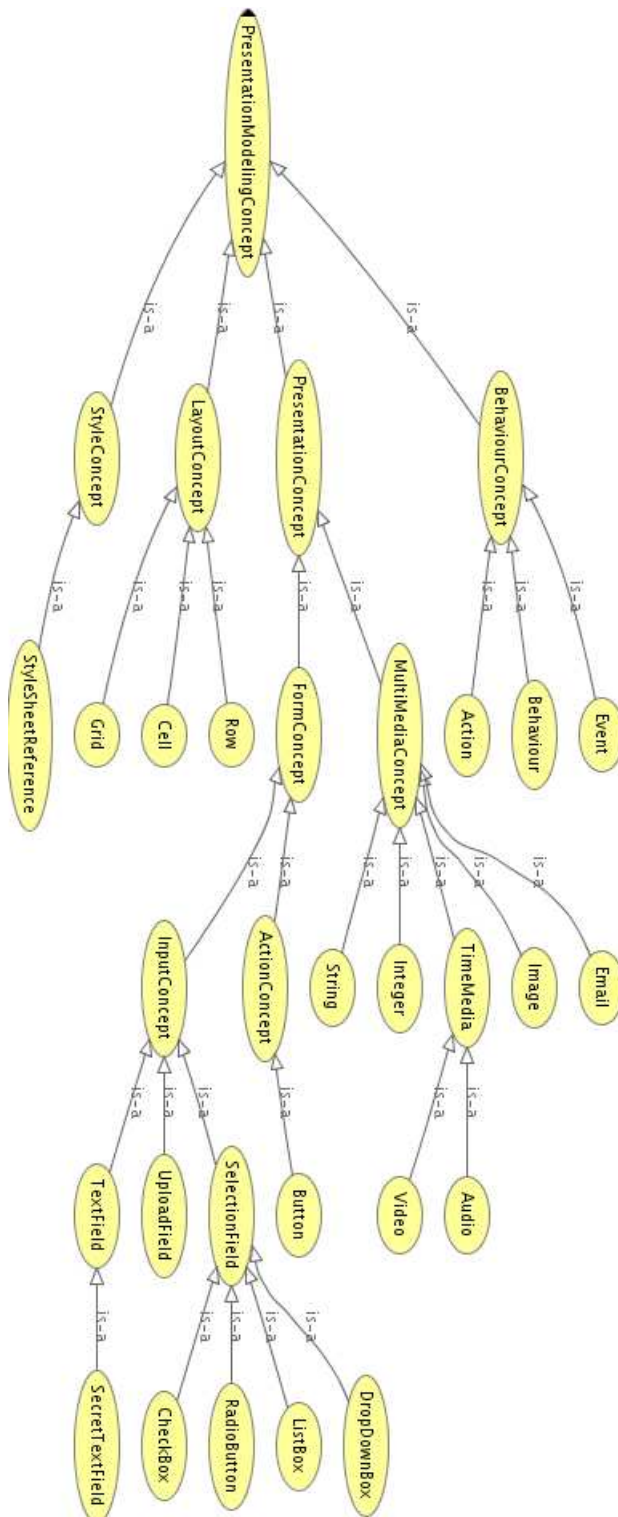 PresentationModelingConcept
is-a
is-a
is-a
is-a
BehaviourConcept
PresentationConcept
LayoutConcept
StyleConcept
is-a
is-a
is-a
is-a
is-a
is-a
is-a
is-a
is-a
Event
Behaviour
Action
MultiMediaConcept
FormConcept
Row
Cell
Grid
StyleSheetReference
is-a
is-a
is-a
is-a
is-a
is-a
is-a
Email
Image
TimeMedia
Integer
String
ActionConcept
InputConcept
is-a
is-a
is-a
is-a
is-a
is-a
Audio
Video
Button
SelectionField
UploadField
TextField
is-a
is-a
is-a
is-a
is-a
DropDownBox
ListBox
RadioButton
CheckBox
SecretTextField